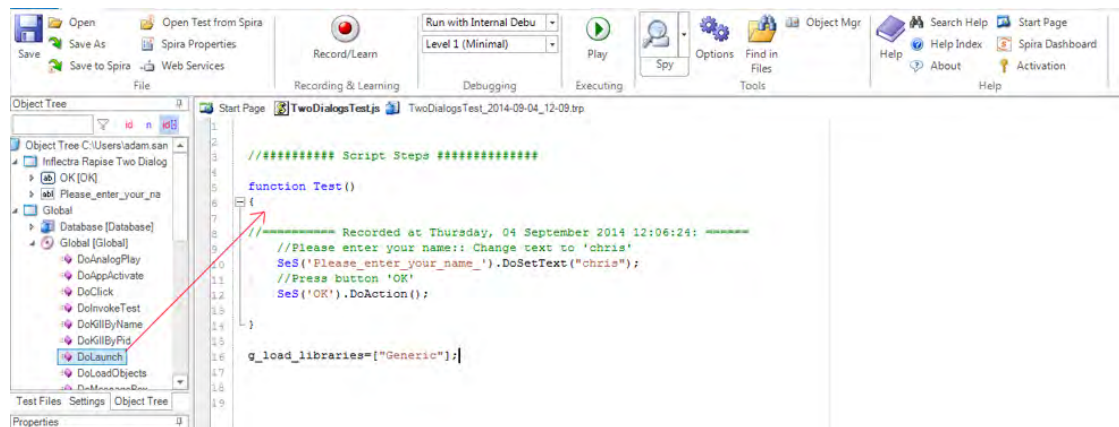 Open
Open Test from Spira
Run with Internal Debu
Object Mgr
Search Help
Start Page
Save
Save As
Spira Properties
Record/Learn
Level 1 (Minimal)
Play
Spy
Options
Find in Files
Help
Help Index
Spira Dashboard
Save to Spira
Web Services
About
Activation
File
Recording & Learning
Debugging
Executing
Tools
Help
Object Tree
Start Page
TwoDialogsTest.js
TwoDialogsTest_2014-09-04_12-09.trp
id n id
Object Tree C:\Users\adam.san
Inflectra Rapise Two Dialog
ab OK [OK]
abl Please_enter_your_na
Global
Database [Database]
Global [Global]
DoAnalogPlay
DoAppActivate
DoClick
DoInvokeTest
DoKillByName
DoKillByPid
DoLaunch
DoLoadObjects
DoMessageBox
Test Files Settings Object Tree
Properties
1
2
3 //########## Script Steps ##############
4
5 function Test()
6 {
7
8 //========== Recorded at Thursday, 04 September 2014 12:06:24: ======
9 //Please enter your name:: Change text to 'chris'
10 SeS('Please_enter_your_name_').DoSetText("chris");
11 //Press button 'OK'
12 SeS('OK').DoAction();
13
14 }
15
16 g_load_libraries=["Generic"];
17
18
19